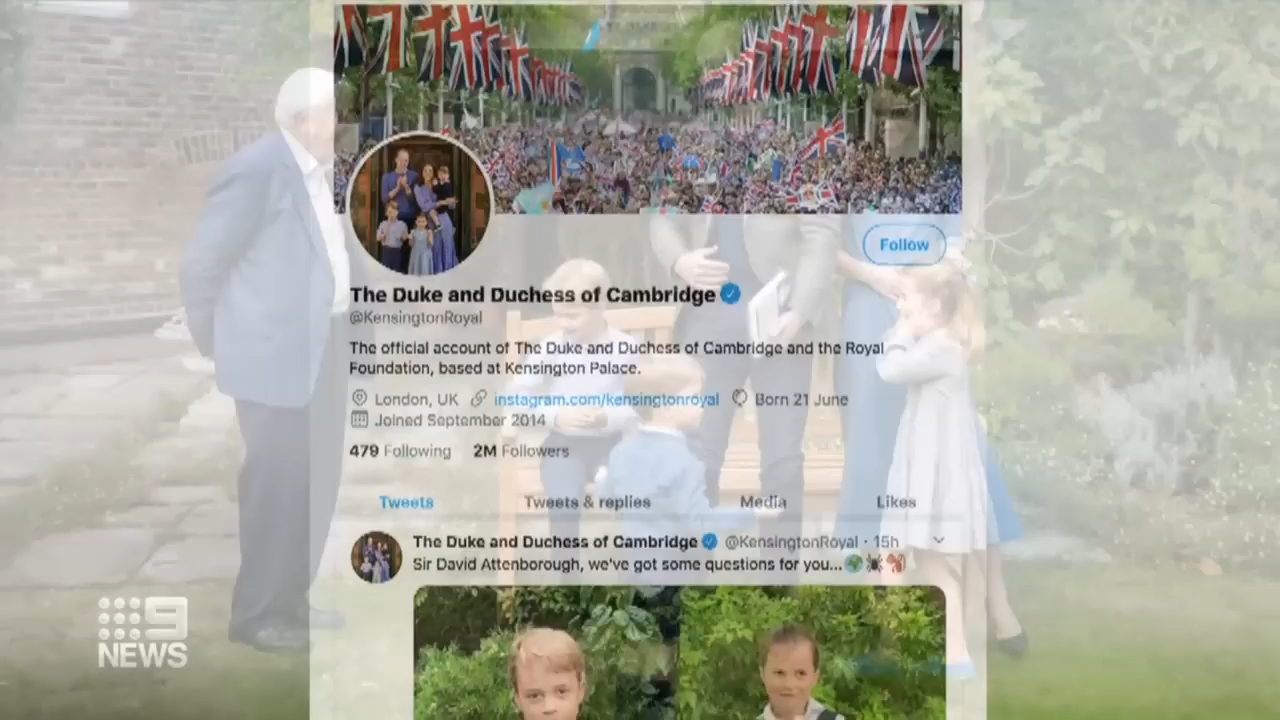 Follow
The Duke and Duchess of Cambridge
@KensingtonRoyal
The official account of The Duke and Duchess of Cambridge and the Royal
Foundation, based at Kensington Palace.
London, UK instagram.com/kensingtonroyal Born 21 June
Joined September 2014
479 Following 2M Followers
Tweets Tweets & replies Media Likes
The Duke and Duchess of Cambridge @KensingtonRoyal · 15h
Sir David Attenborough, we've got some questions for you...🌍🕷️🦂
9
NEWS